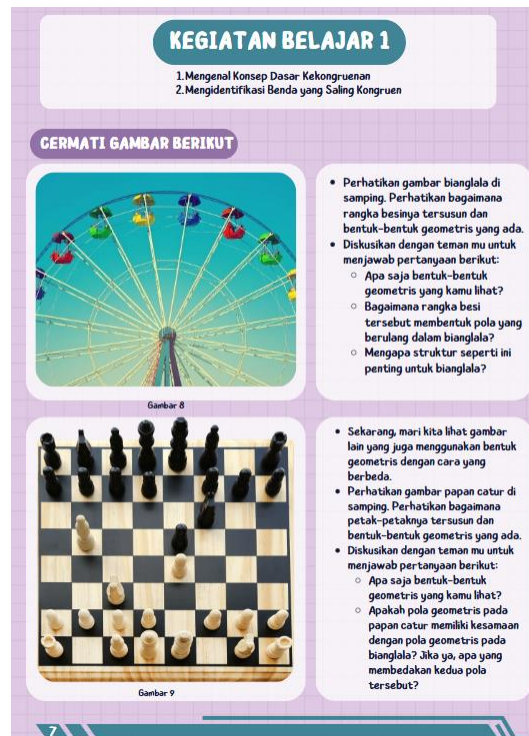 KEGIATAN BELAJAR 1
1. Mengenal Konsep Dasar Kekongruenan
2. Mengidentifikasi Benda yang Saling Kongruen
CERMATI GAMBAR BERIKUT
Gambar 8
• Perhatikan gambar bianglala di
samping. Perhatikan bagaimana
rangka besinya tersusun dan
bentuk-bentuk geometris yang ada.
• Diskusikan dengan teman mu untuk
menjawab pertanyaan berikut:
○ Apa saja bentuk-bentuk
geometris yang kamu lihat?
○ Bagaimana rangka besi
tersebut membentuk pola yang
berulang dalam bianglala?
○ Mengapa struktur seperti ini
penting untuk bianglala?
Gambar 9
• Sekarang, mari kita lihat gambar
lain yang juga menggunakan bentuk
geometris dengan cara yang
berbeda.
• Perhatikan gambar papan catur di
samping. Perhatikan bagaimana
petak-petaknya tersusun dan
bentuk-bentuk geometris yang ada.
• Diskusikan dengan teman mu untuk
menjawab pertanyaan berikut:
○ Apa saja bentuk-bentuk
geometris yang kamu lihat?
○ Apakah pola geometris pada
papan catur memiliki kesamaan
dengan pola geometris pada
bianglala? Jika ya, apa yang
membedakan kedua pola
tersebut?
7